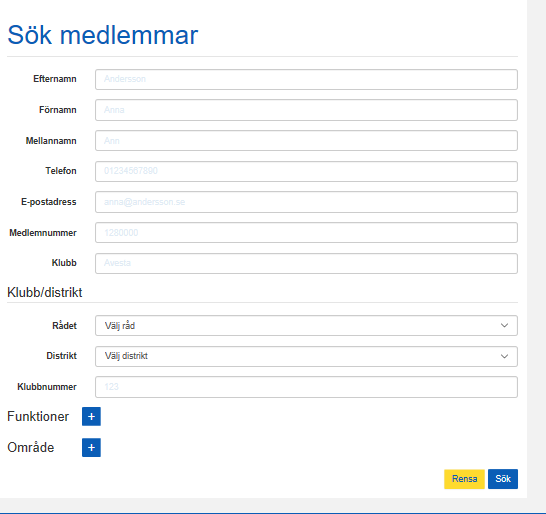 Sök medlemmar
Efternamn Andersson
Förnamn Anna
Mellannamn Ann
Telefon 01234567890
E-postadress anna@andersson.se
Medlemnummer 1230000
Klubb Avesta
Klubb/distrikt
Rådet Välj råd
Distrikt Välj distrikt
Klubbnummer 123
Funktioner +
Område +
Rensa Sök